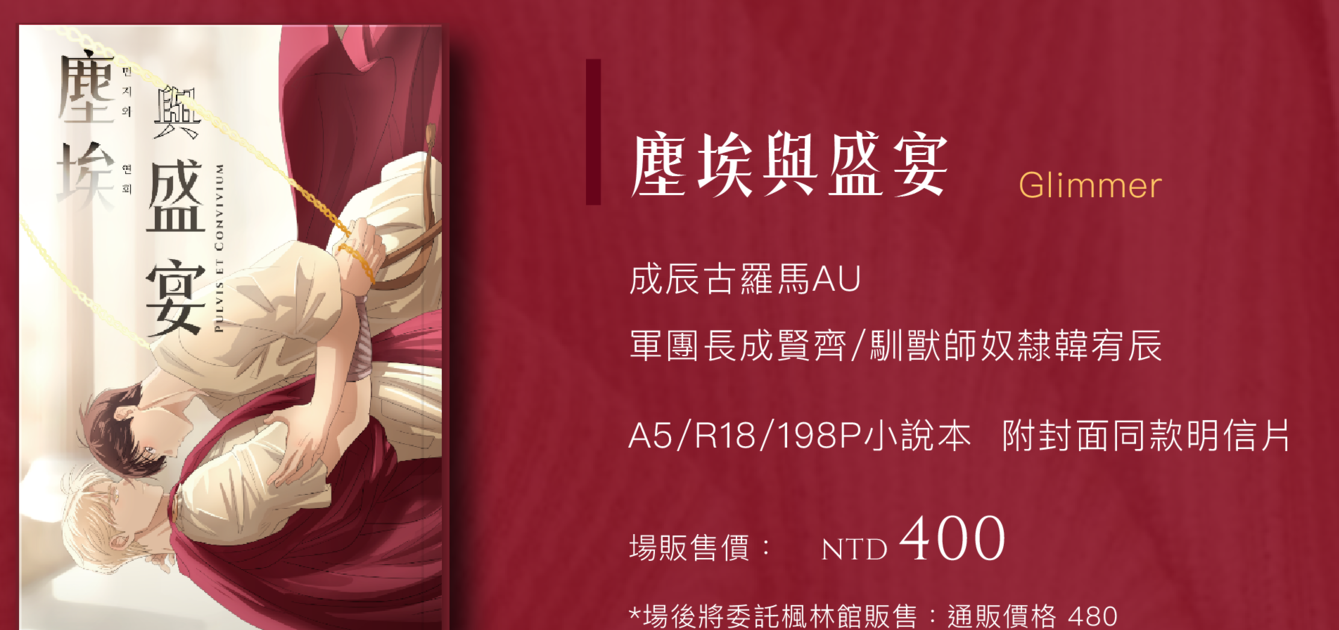 塵埃
먼지와 연회
與盛宴
PULVIS ET CONVIVIUM
塵埃與盛宴 Glimmer
成辰古羅馬AU
軍團長成賢齊/馴獸師奴隸韓宥辰
A5/R18/198P小說本 附封面同款明信片
場販售價： NTD 400
*場後將委託楓林館販售：通販價格 480